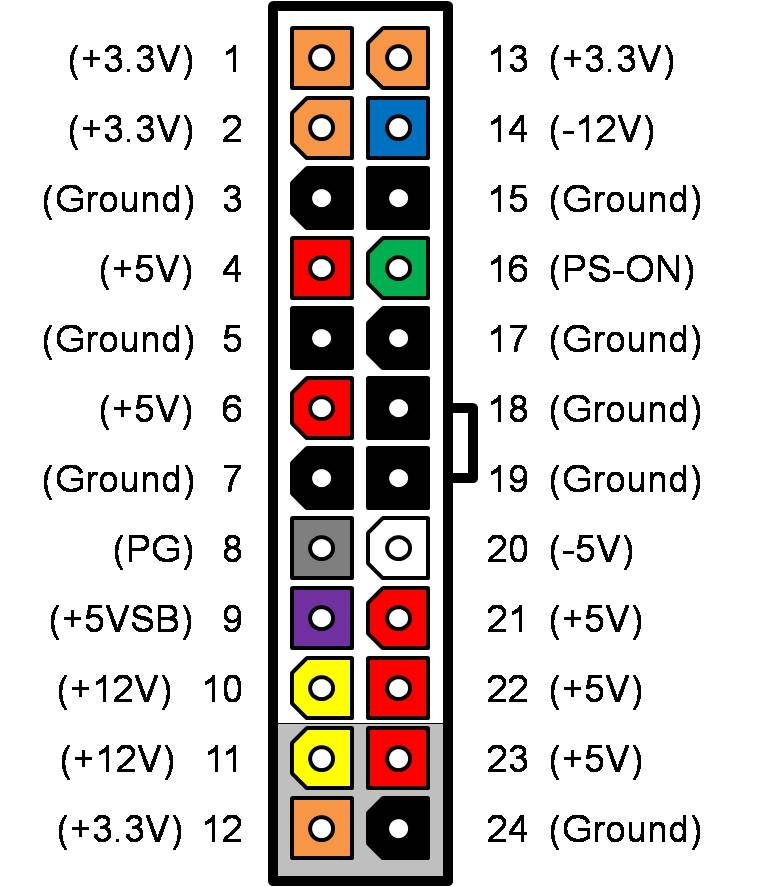 (+3.3V) 1 13 (+3.3V)
(+3.3V) 2 14 (-12V)
(Ground) 3 15 (Ground)
(+5V) 4 16 (PS-ON)
(Ground) 5 17 (Ground)
(+5V) 6 18 (Ground)
(Ground) 7 19 (Ground)
(PG) 8 20 (-5V)
(+5VSB) 9 21 (+5V)
(+12V) 10 22 (+5V)
(+12V) 11 23 (+5V)
(+3.3V) 12 24 (Ground)